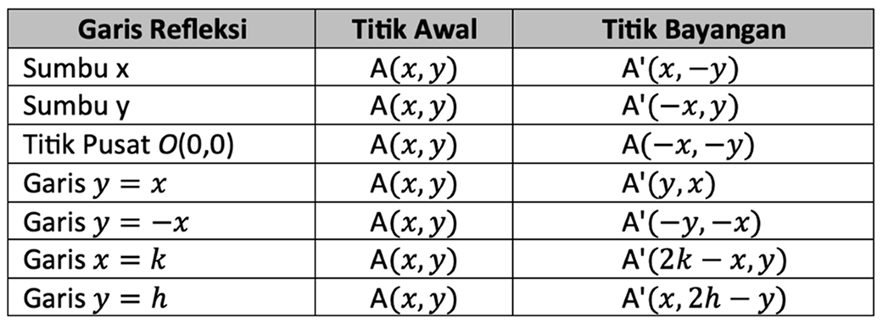 Garis Refleksi Titik Awal Titik Bayangan
Sumbu x A(x, y) A'(x, −y)
Sumbu y A(x, y) A'(−x, y)
Titik Pusat O(0,0) A(x, y) A(−x, −y)
Garis y = x A(x, y) A'(y, x)
Garis y = −x A(x, y) A'(−y, −x)
Garis x = k A(x, y) A'(2k − x, y)
Garis y = h A(x, y) A'(x, 2h − y)